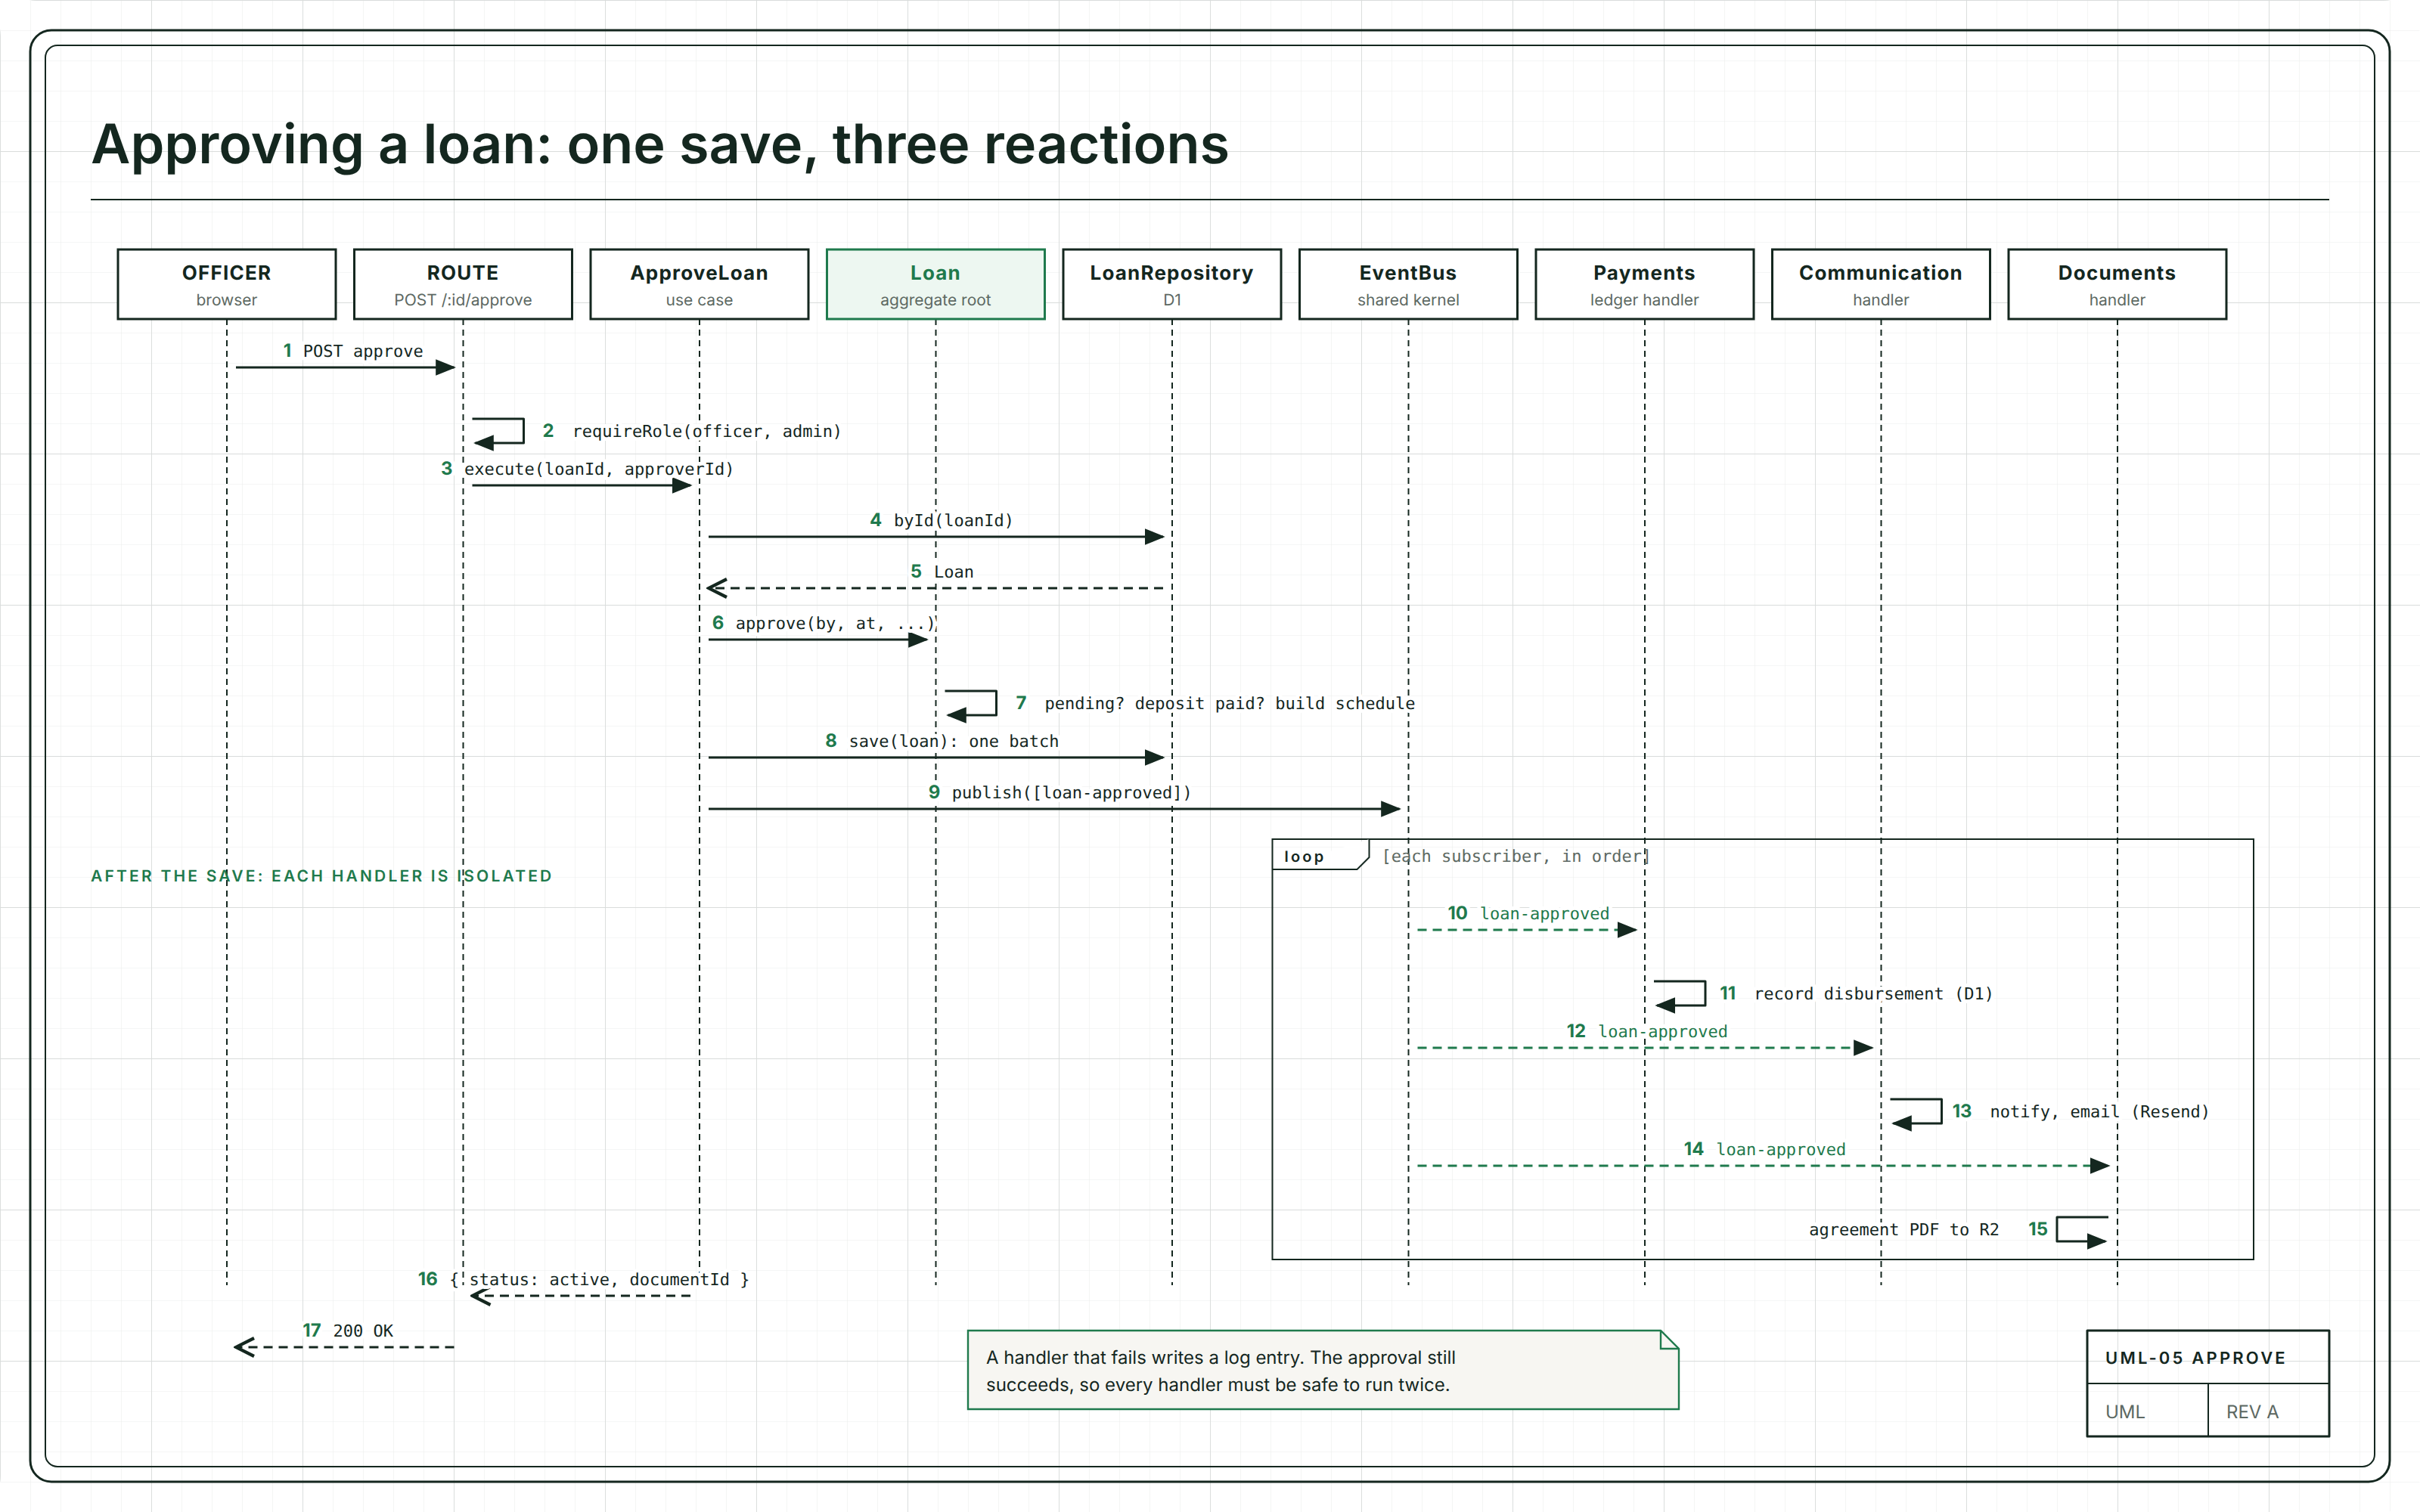 Approving a loan: one save, three reactions
OFFICER
browser
ROUTE
POST /:id/approve
ApproveLoan
use case
Loan
aggregate root
LoanRepository
D1
EventBus
shared kernel
Payments
ledger handler
Communication
handler
Documents
handler
1 POST approve
2 requireRole(officer, admin)
3 execute(loanId, approverId)
4 byId(loanId)
5 Loan
6 approve(by, at, ...)
7 pending? deposit paid? build schedule
8 save(loan): one batch
9 publish([loan-approved])
loop [each subscriber, in order]
AFTER THE SAVE: EACH HANDLER IS ISOLATED
10 loan-approved
11 record disbursement (D1)
12 loan-approved
13 notify, email (Resend)
14 loan-approved
agreement PDF to R2 15
16 { status: active, documentId }
17 200 OK
A handler that fails writes a log entry. The approval still
succeeds, so every handler must be safe to run twice.
UML-05 APPROVE
UML REV A